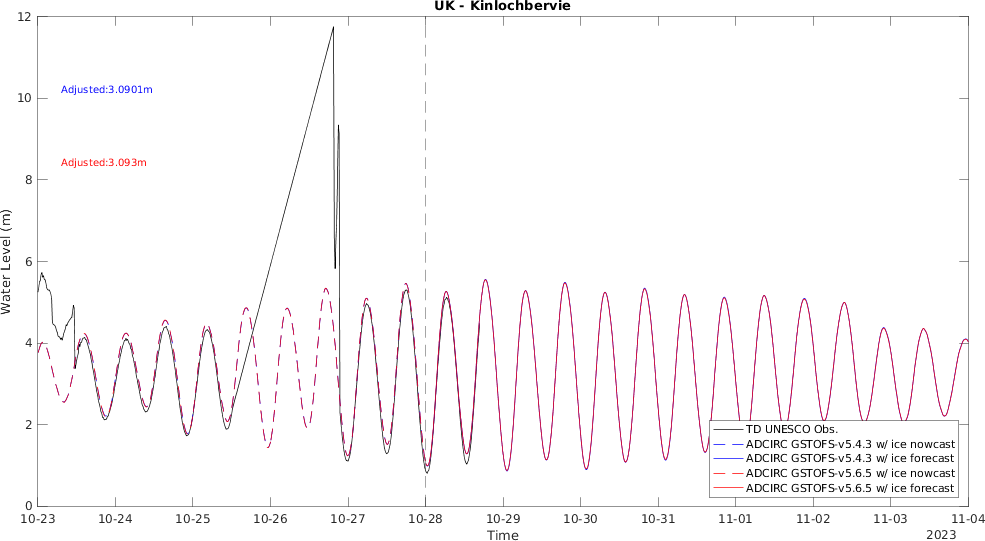 UK - Kinlochbervie
12
10
8
6
4
2
0
Water Level (m)
Adjusted:3.0901m
Adjusted:3.093m
TD UNESCO Obs.
ADCIRC GSTOFS-v5.4.3 w/ ice nowcast
ADCIRC GSTOFS-v5.4.3 w/ ice forecast
ADCIRC GSTOFS-v5.6.5 w/ ice nowcast
ADCIRC GSTOFS-v5.6.5 w/ ice forecast
10-23 10-24 10-25 10-26 10-27 10-28 10-29 10-30 10-31 11-01 11-02 11-03 11-04
Time
2023